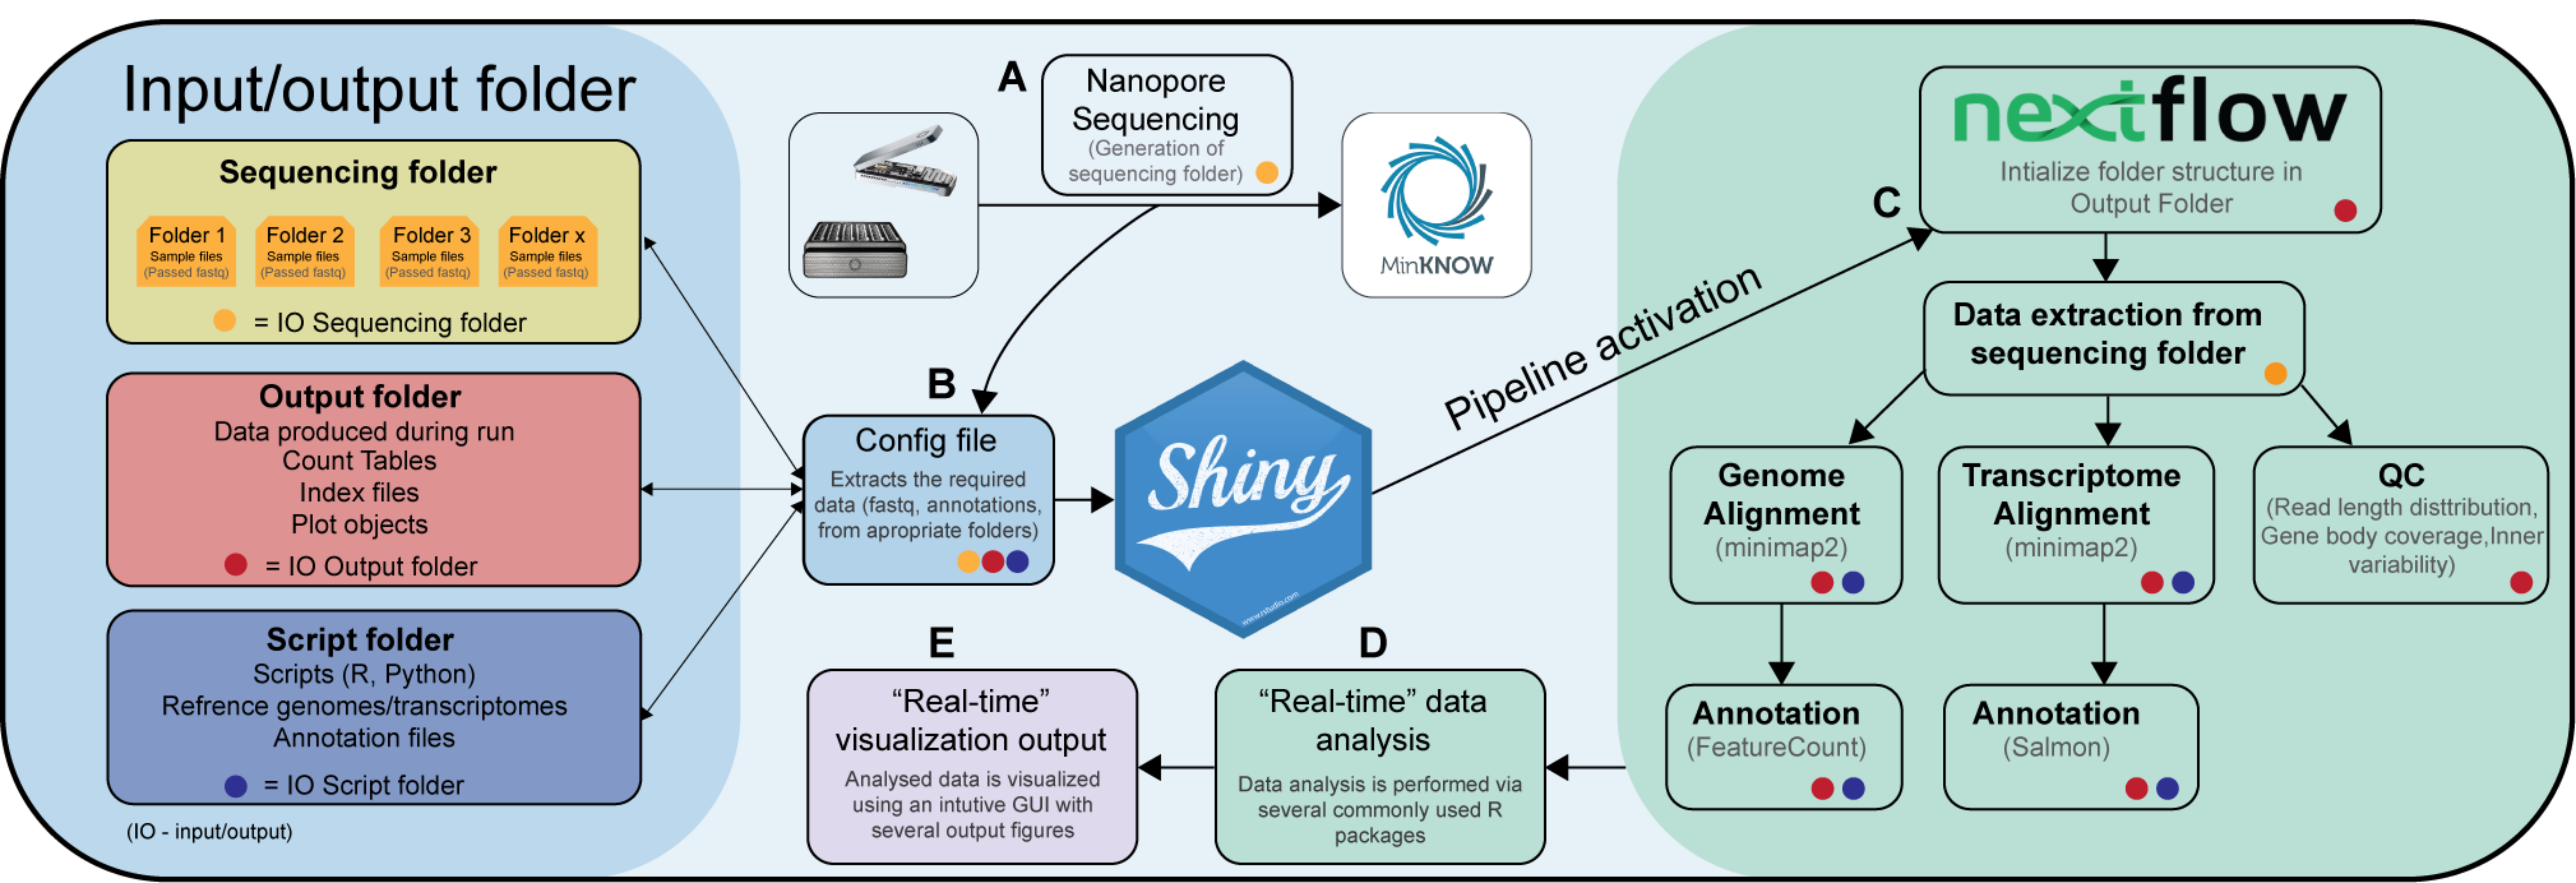 Input/output folder
Sequencing folder
Folder 1
Sample files
(Passed fastq)
Folder 2
Sample files
(Passed fastq)
Folder 3
Sample files
(Passed fastq)
Folder x
Sample files
(Passed fastq)
= IO Sequencing folder
Output folder
Data produced during run
Count Tables
Index files
Plot objects
= IO Output folder
Script folder
Scripts (R, Python)
Refrence genomes/transcriptomes
Annotation files
= IO Script folder
(IO - input/output)
A
Nanopore
Sequencing
(Generation of
sequencing folder)
MinKNOW
B
Config file
Extracts the required
data (fastq, annotations,
from apropriate folders)
Shiny
www.rstudio.com
Pipeline activation
C
nextflow
Intialize folder structure in
Output Folder
Data extraction from
sequencing folder
Genome
Alignment
(minimap2)
Transcriptome
Alignment
(minimap2)
QC
(Read length disttribution,
Gene body coverage,Inner
variability)
Annotation
(FeatureCount)
Annotation
(Salmon)
D
“Real-time” data
analysis
Data analysis is performed via
several commonly used R
packages
E
“Real-time”
visualization output
Analysed data is visualized
using an intutive GUI with
several output figures